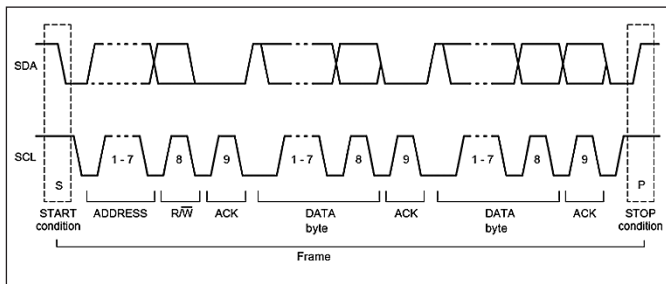 SDA
SCL
1 - 7 8 9 1 - 7 8 9 1 - 7 8 9
S P
START condition ADDRESS R/W̅ ACK DATA byte ACK DATA byte ACK STOP condition
Frame